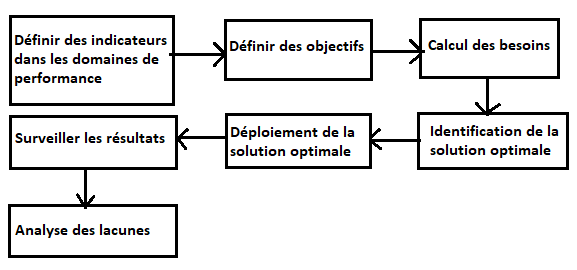 Définir des indicateurs
dans les domaines de
performance
Définir des objectifs
Calcul des besoins
Identification de la
solution optimale
Déploiement de la
solution optimale
Surveiller les résultats
Analyse des lacunes